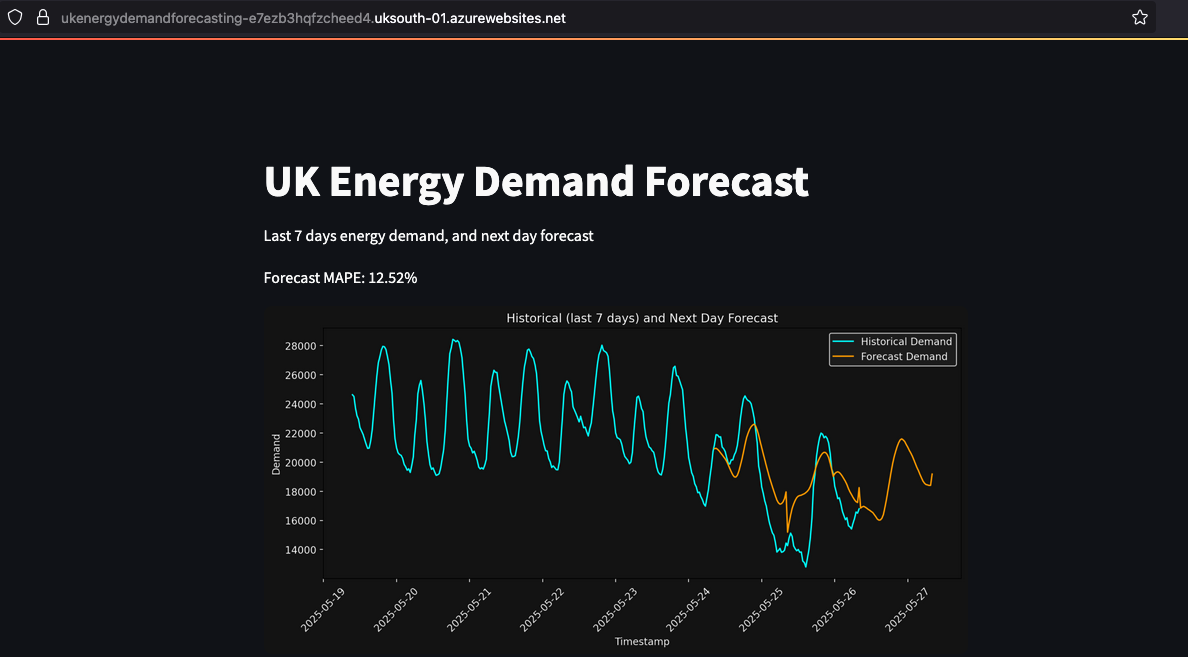 ukenergydemandforecasting-e7ezb3hqfzcheed4.uksouth-01.azurewebsites.net
UK Energy Demand Forecast
Last 7 days energy demand, and next day forecast
Forecast MAPE: 12.52%
Historical (last 7 days) and Next Day Forecast
Historical Demand
Forecast Demand
Demand
28000
26000
24000
22000
20000
18000
16000
14000
2025-05-19
2025-05-20
2025-05-21
2025-05-22
2025-05-23
2025-05-24
2025-05-25
2025-05-26
2025-05-27
Timestamp